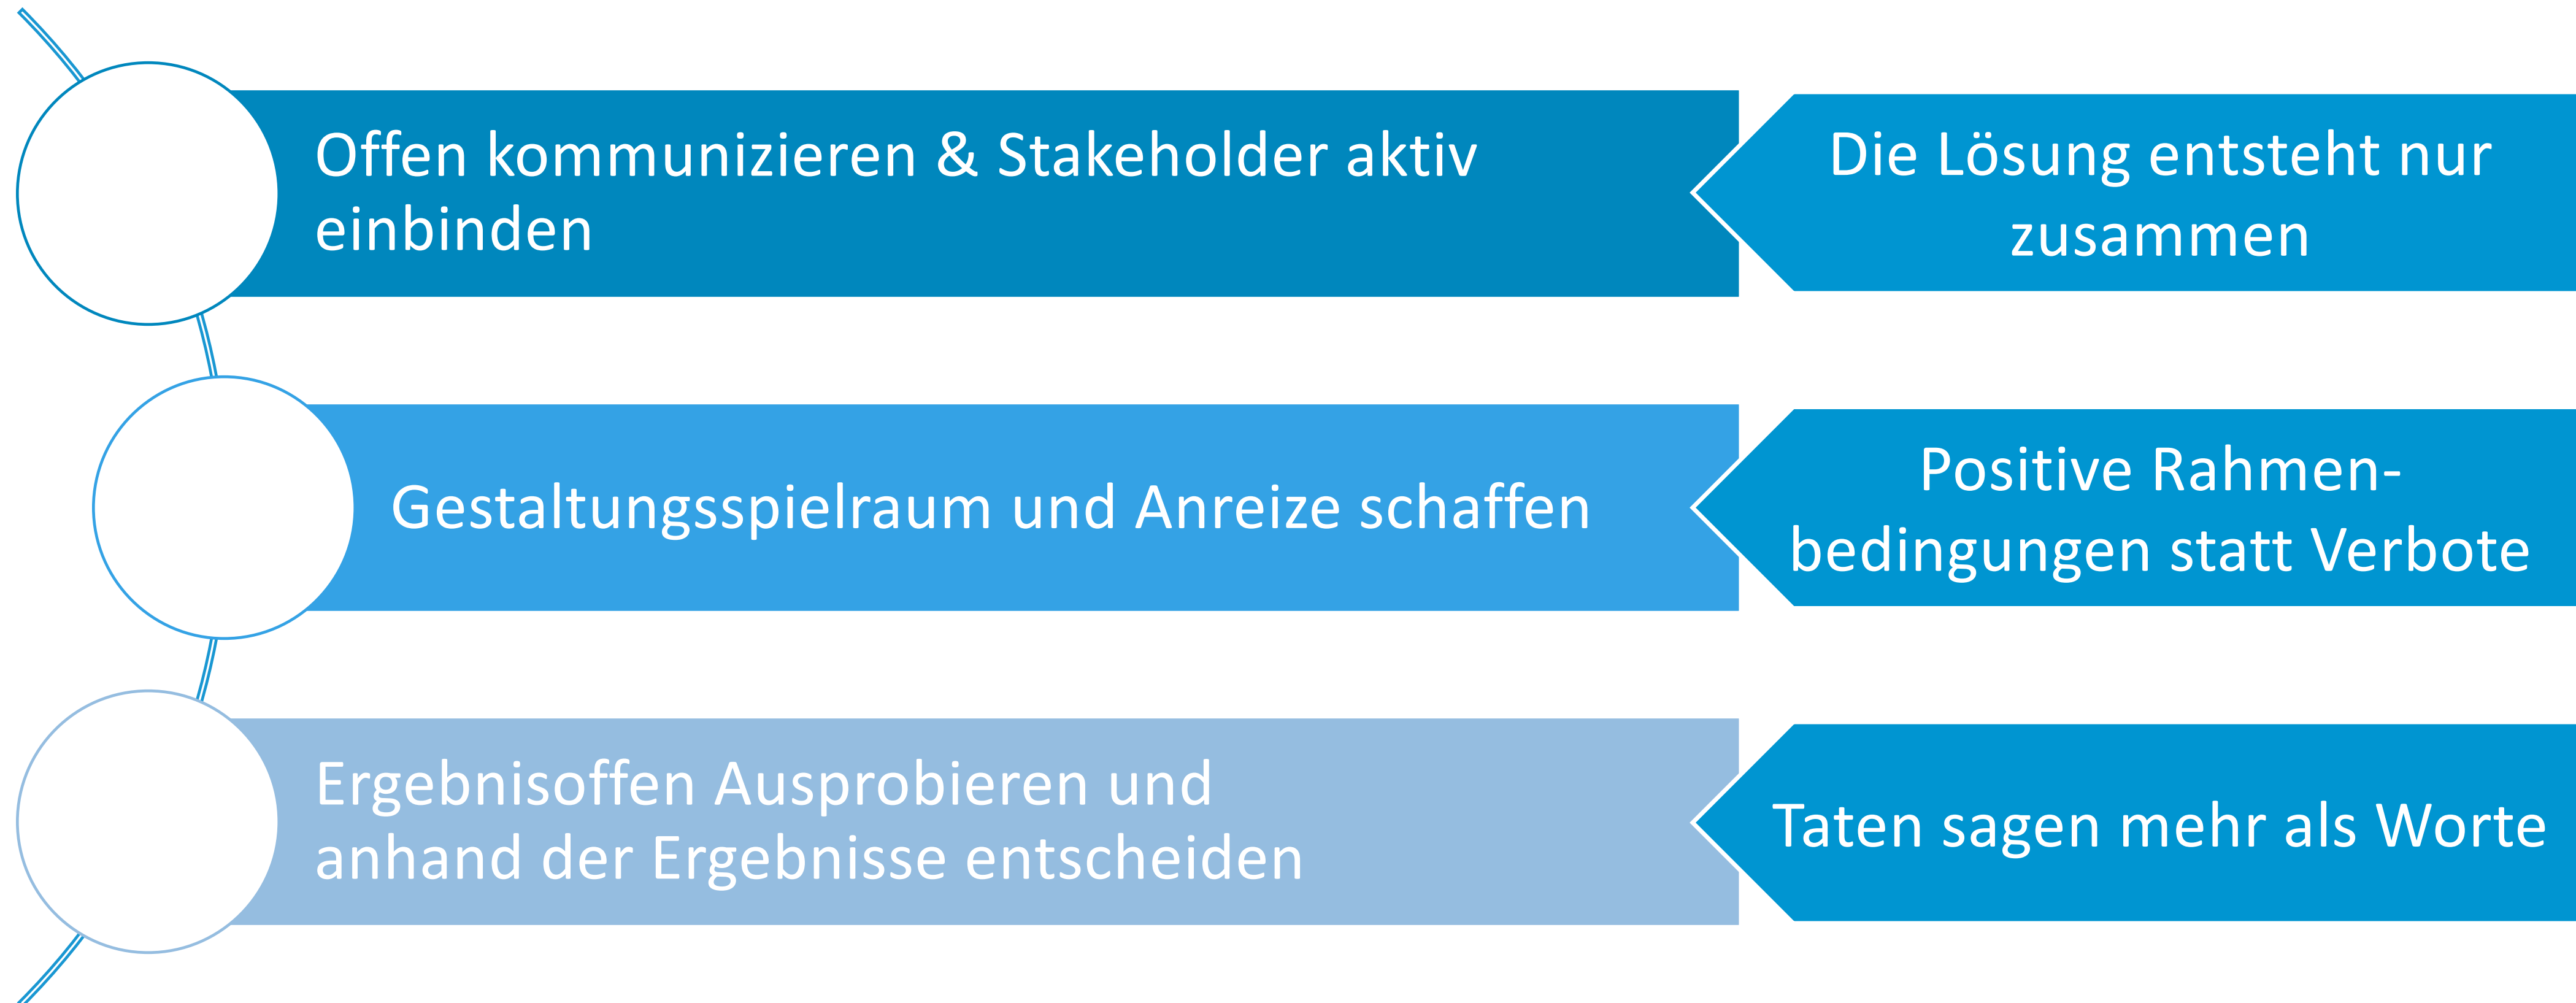 Offen kommunizieren & Stakeholder aktiv
einbinden
Die Lösung entsteht nur
zusammen
Gestaltungsspielraum und Anreize schaffen
Positive Rahmen-
bedingungen statt Verbote
Ergebnisoffen Ausprobieren und
anhand der Ergebnisse entscheiden
Taten sagen mehr als Worte